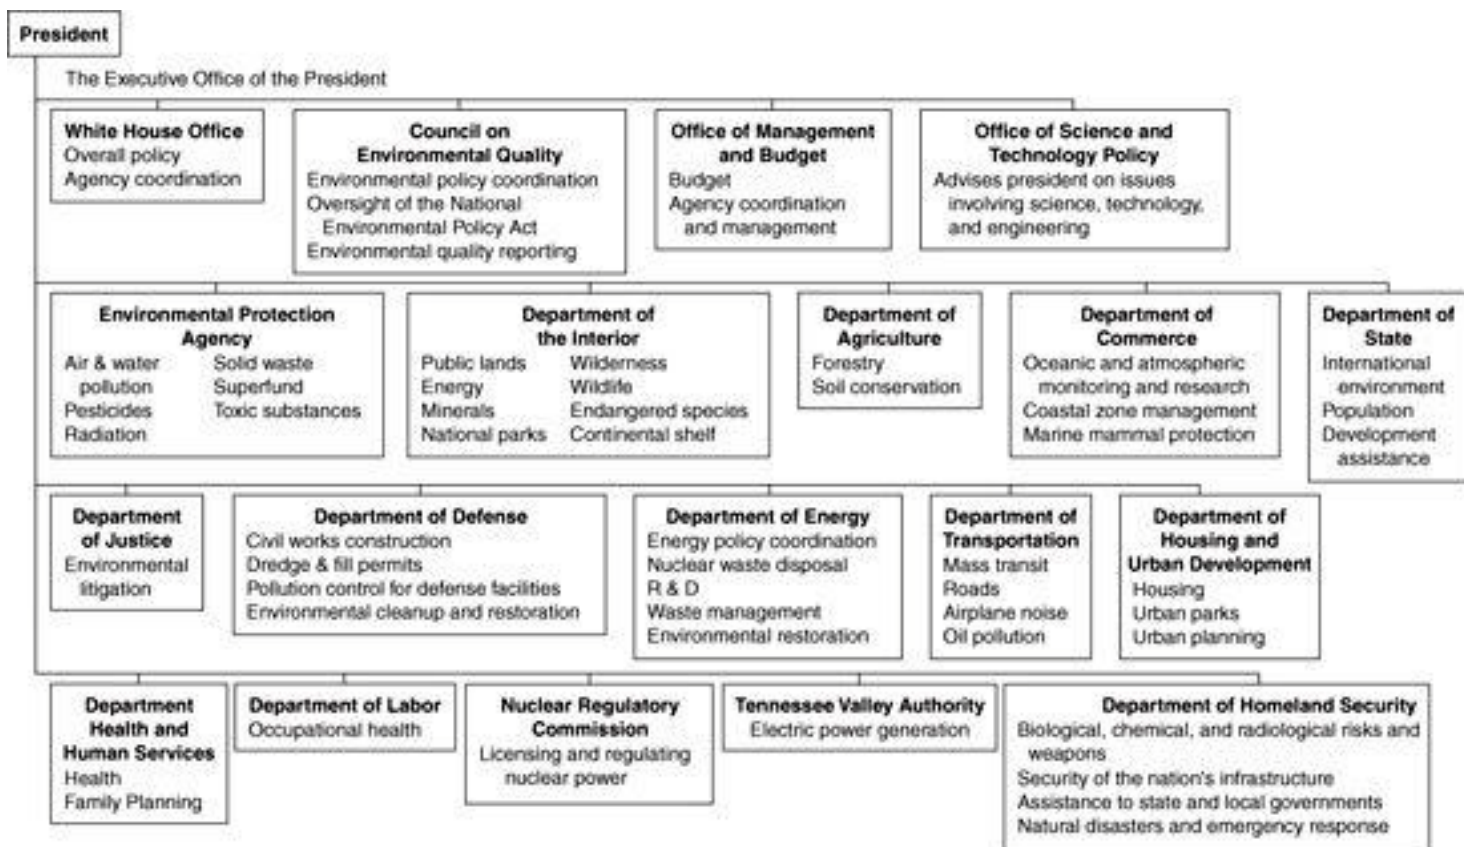 President
The Executive Office of the President
White House Office
Overall policy
Agency coordination
Council on
Environmental Quality
Environmental policy coordination
Oversight of the National
Environmental Policy Act
Environmental quality reporting
Office of Management
and Budget
Budget
Agency coordination
and management
Office of Science and
Technology Policy
Advises president on issues
involving science, technology,
and engineering
Environmental Protection
Agency
Air & water
pollution
Pesticides
Radiation
Solid waste
Superfund
Toxic substances
Department of
the Interior
Public lands
Energy
Minerals
National parks
Wilderness
Wildlife
Endangered species
Continental shelf
Department of
Agriculture
Forestry
Soil conservation
Department of
Commerce
Oceanic and atmospheric
monitoring and research
Coastal zone management
Marine mammal protection
Department of
State
International
environment
Population
Development
assistance
Department
of Justice
Environmental
litigation
Department of Defense
Civil works construction
Dredge & fill permits
Pollution control for defense facilities
Environmental cleanup and restoration
Department of Energy
Energy policy coordination
Nuclear waste disposal
R & D
Waste management
Environmental restoration
Department of
Transportation
Mass transit
Roads
Airplane noise
Oil pollution
Department of
Housing and
Urban Development
Housing
Urban parks
Urban planning
Department
Health and
Human Services
Health
Family Planning
Department of Labor
Occupational health
Nuclear Regulatory
Commission
Licensing and regulating
nuclear power
Tennessee Valley Authority
Electric power generation
Department of Homeland Security
Biological, chemical, and radiological risks and
weapons
Security of the nation's infrastructure
Assistance to state and local governments
Natural disasters and emergency response